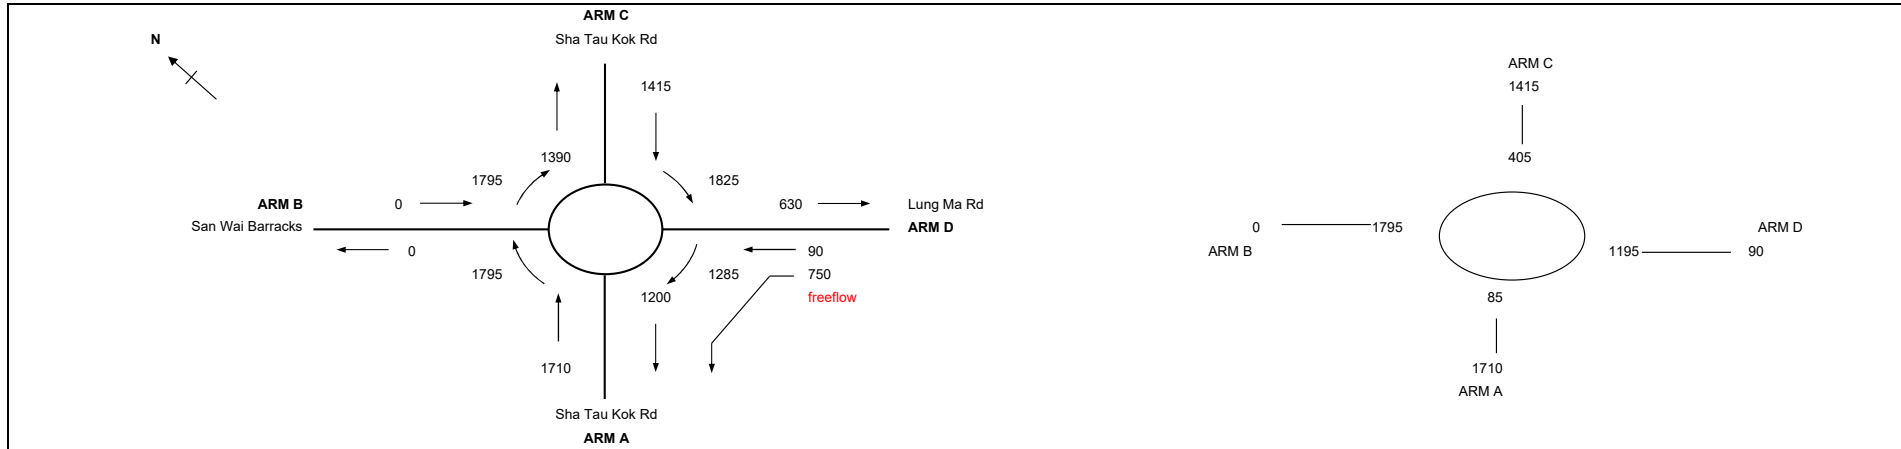 ARM C
Sha Tau Kok Rd
N
1415
1390
1795
1825
ARM B
0
630
Lung Ma Rd
San Wai Barracks
ARM D
0
90
1795
1285
750
1200
freeflow
1710
Sha Tau Kok Rd
ARM A
ARM C
1415
405
0
1795
ARM D
ARM B
1195
90
85
1710
ARM A